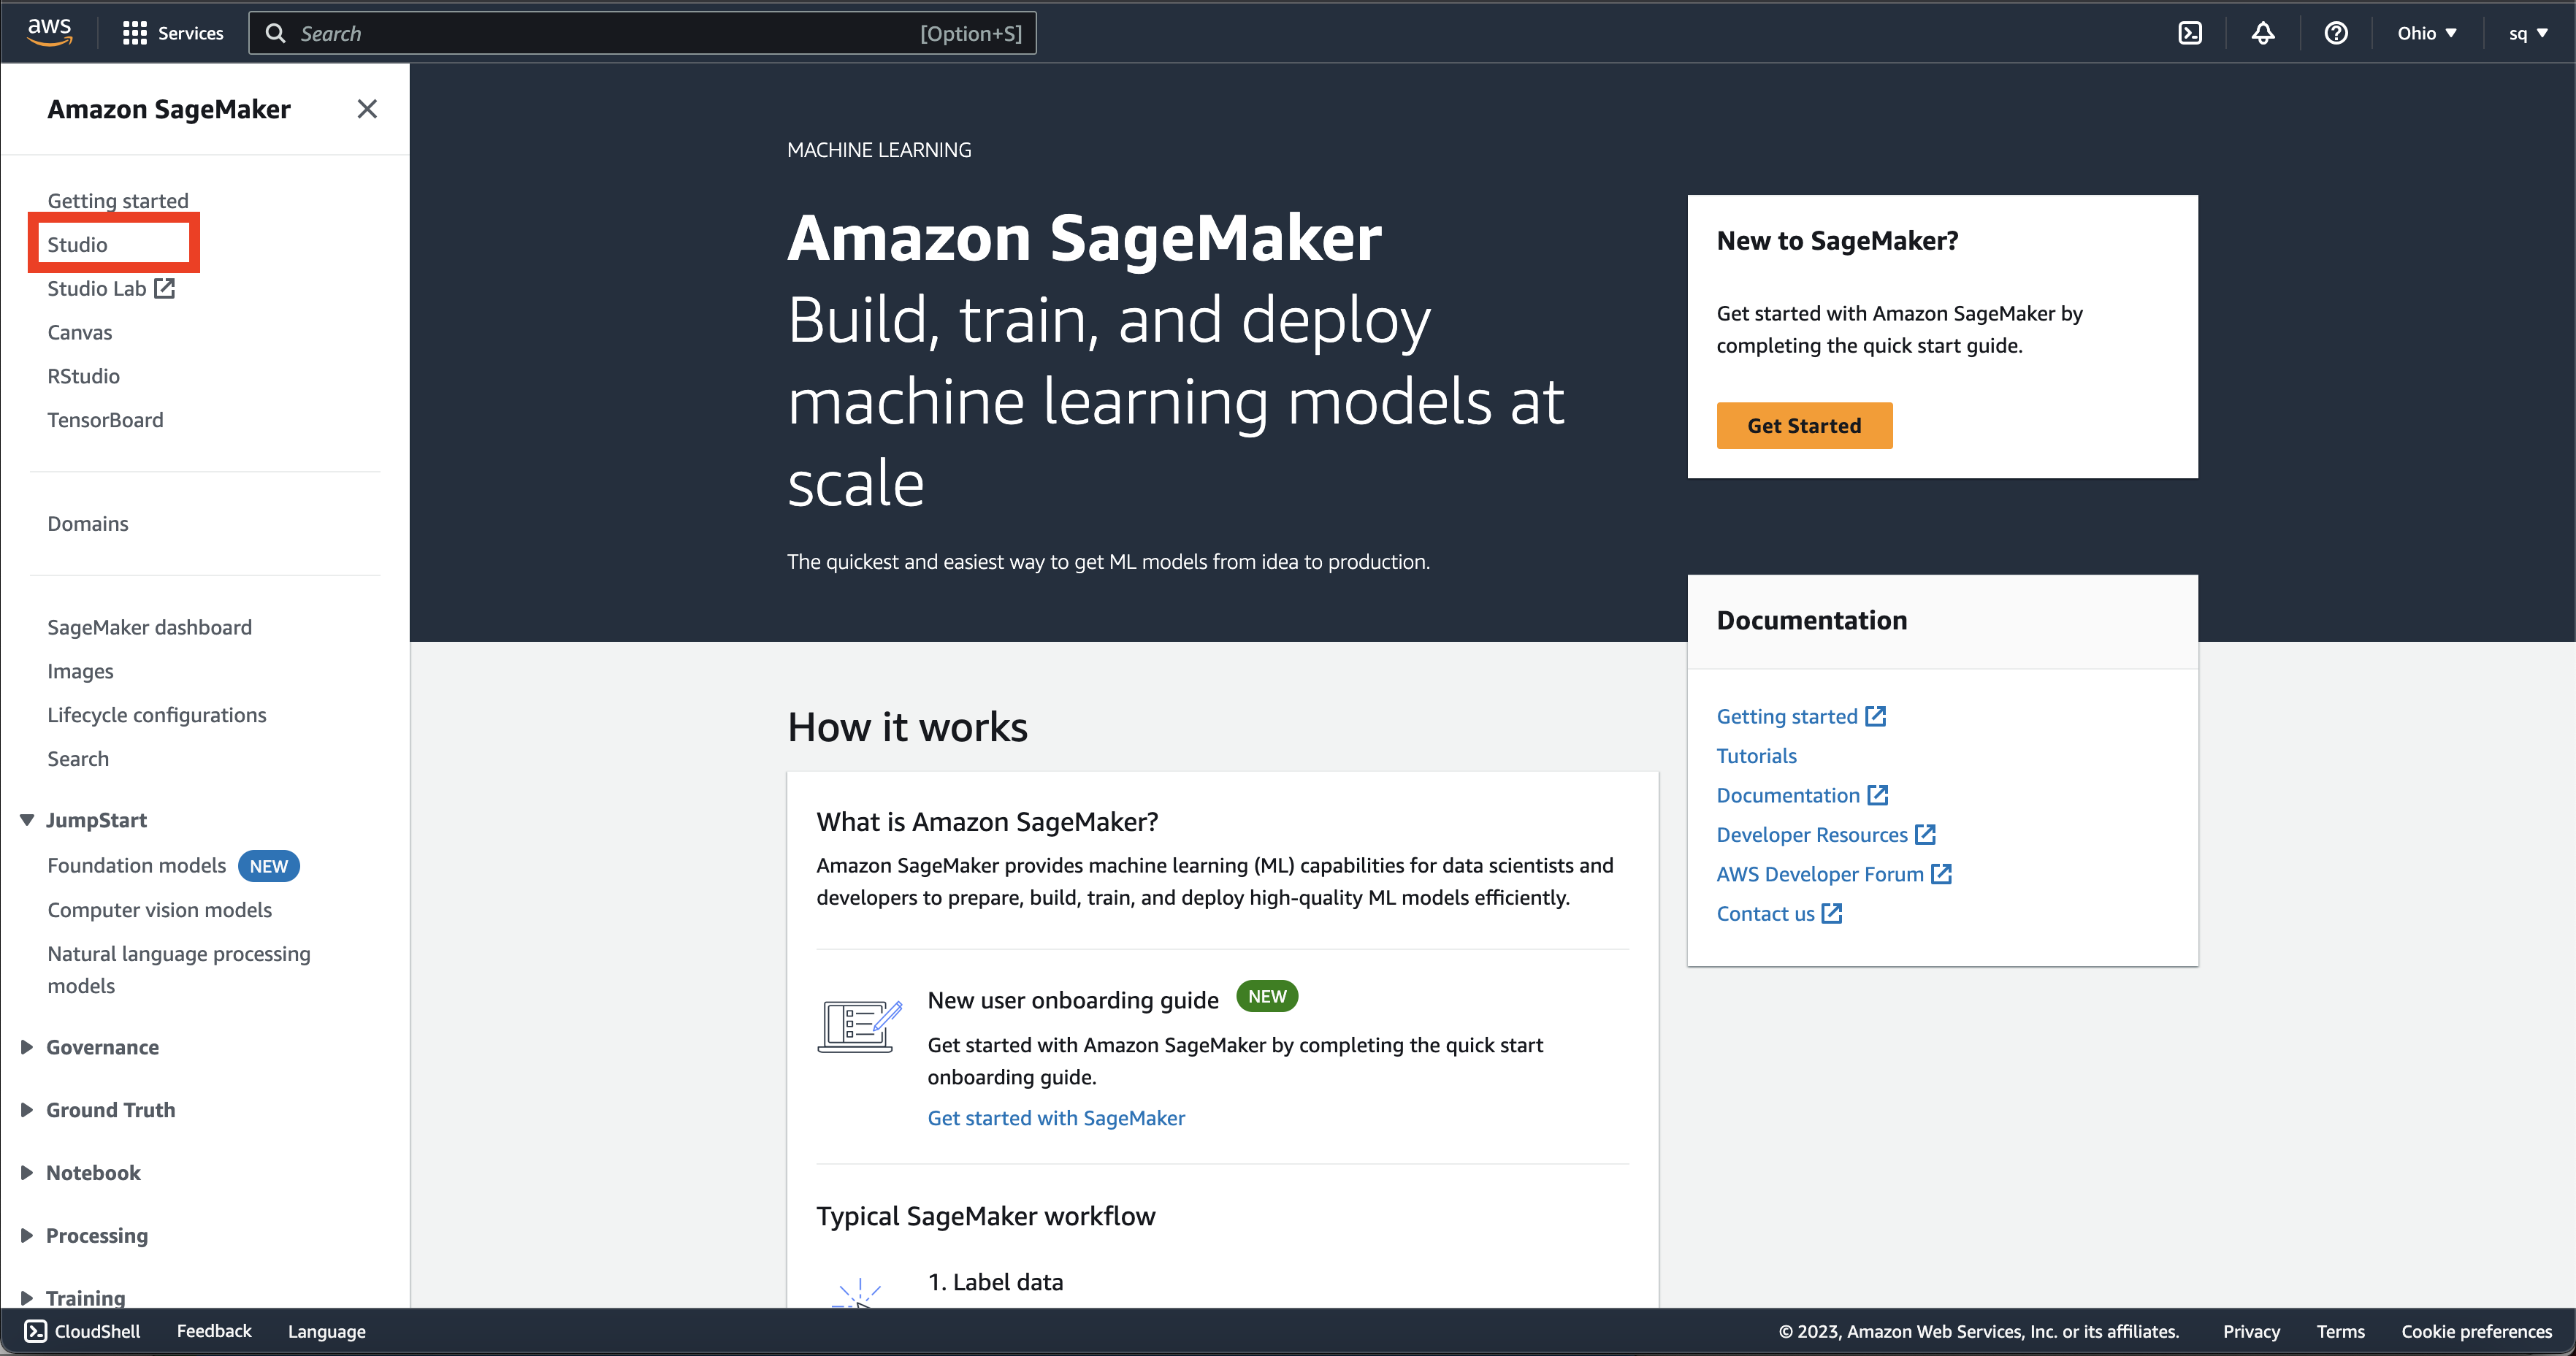 aws
Services
Search
[Option+S]
Ohio
sq
Amazon SageMaker
Getting started
Studio
Studio Lab
Canvas
RStudio
TensorBoard
Domains
SageMaker dashboard
Images
Lifecycle configurations
Search
JumpStart
Foundation models NEW
Computer vision models
Natural language processing
models
Governance
Ground Truth
Notebook
Processing
Training
MACHINE LEARNING
Amazon SageMaker
Build, train, and deploy
machine learning models at
scale
The quickest and easiest way to get ML models from idea to production.
New to SageMaker?
Get started with Amazon SageMaker by
completing the quick start guide.
Get Started
How it works
What is Amazon SageMaker?
Amazon SageMaker provides machine learning (ML) capabilities for data scientists and
developers to prepare, build, train, and deploy high-quality ML models efficiently.
New user onboarding guide NEW
Get started with Amazon SageMaker by completing the quick start
onboarding guide.
Get started with SageMaker
Typical SageMaker workflow
1. Label data
Documentation
Getting started
Tutorials
Documentation
Developer Resources
AWS Developer Forum
Contact us
CloudShell
Feedback
Language
© 2023, Amazon Web Services, Inc. or its affiliates.
Privacy
Terms
Cookie preferences